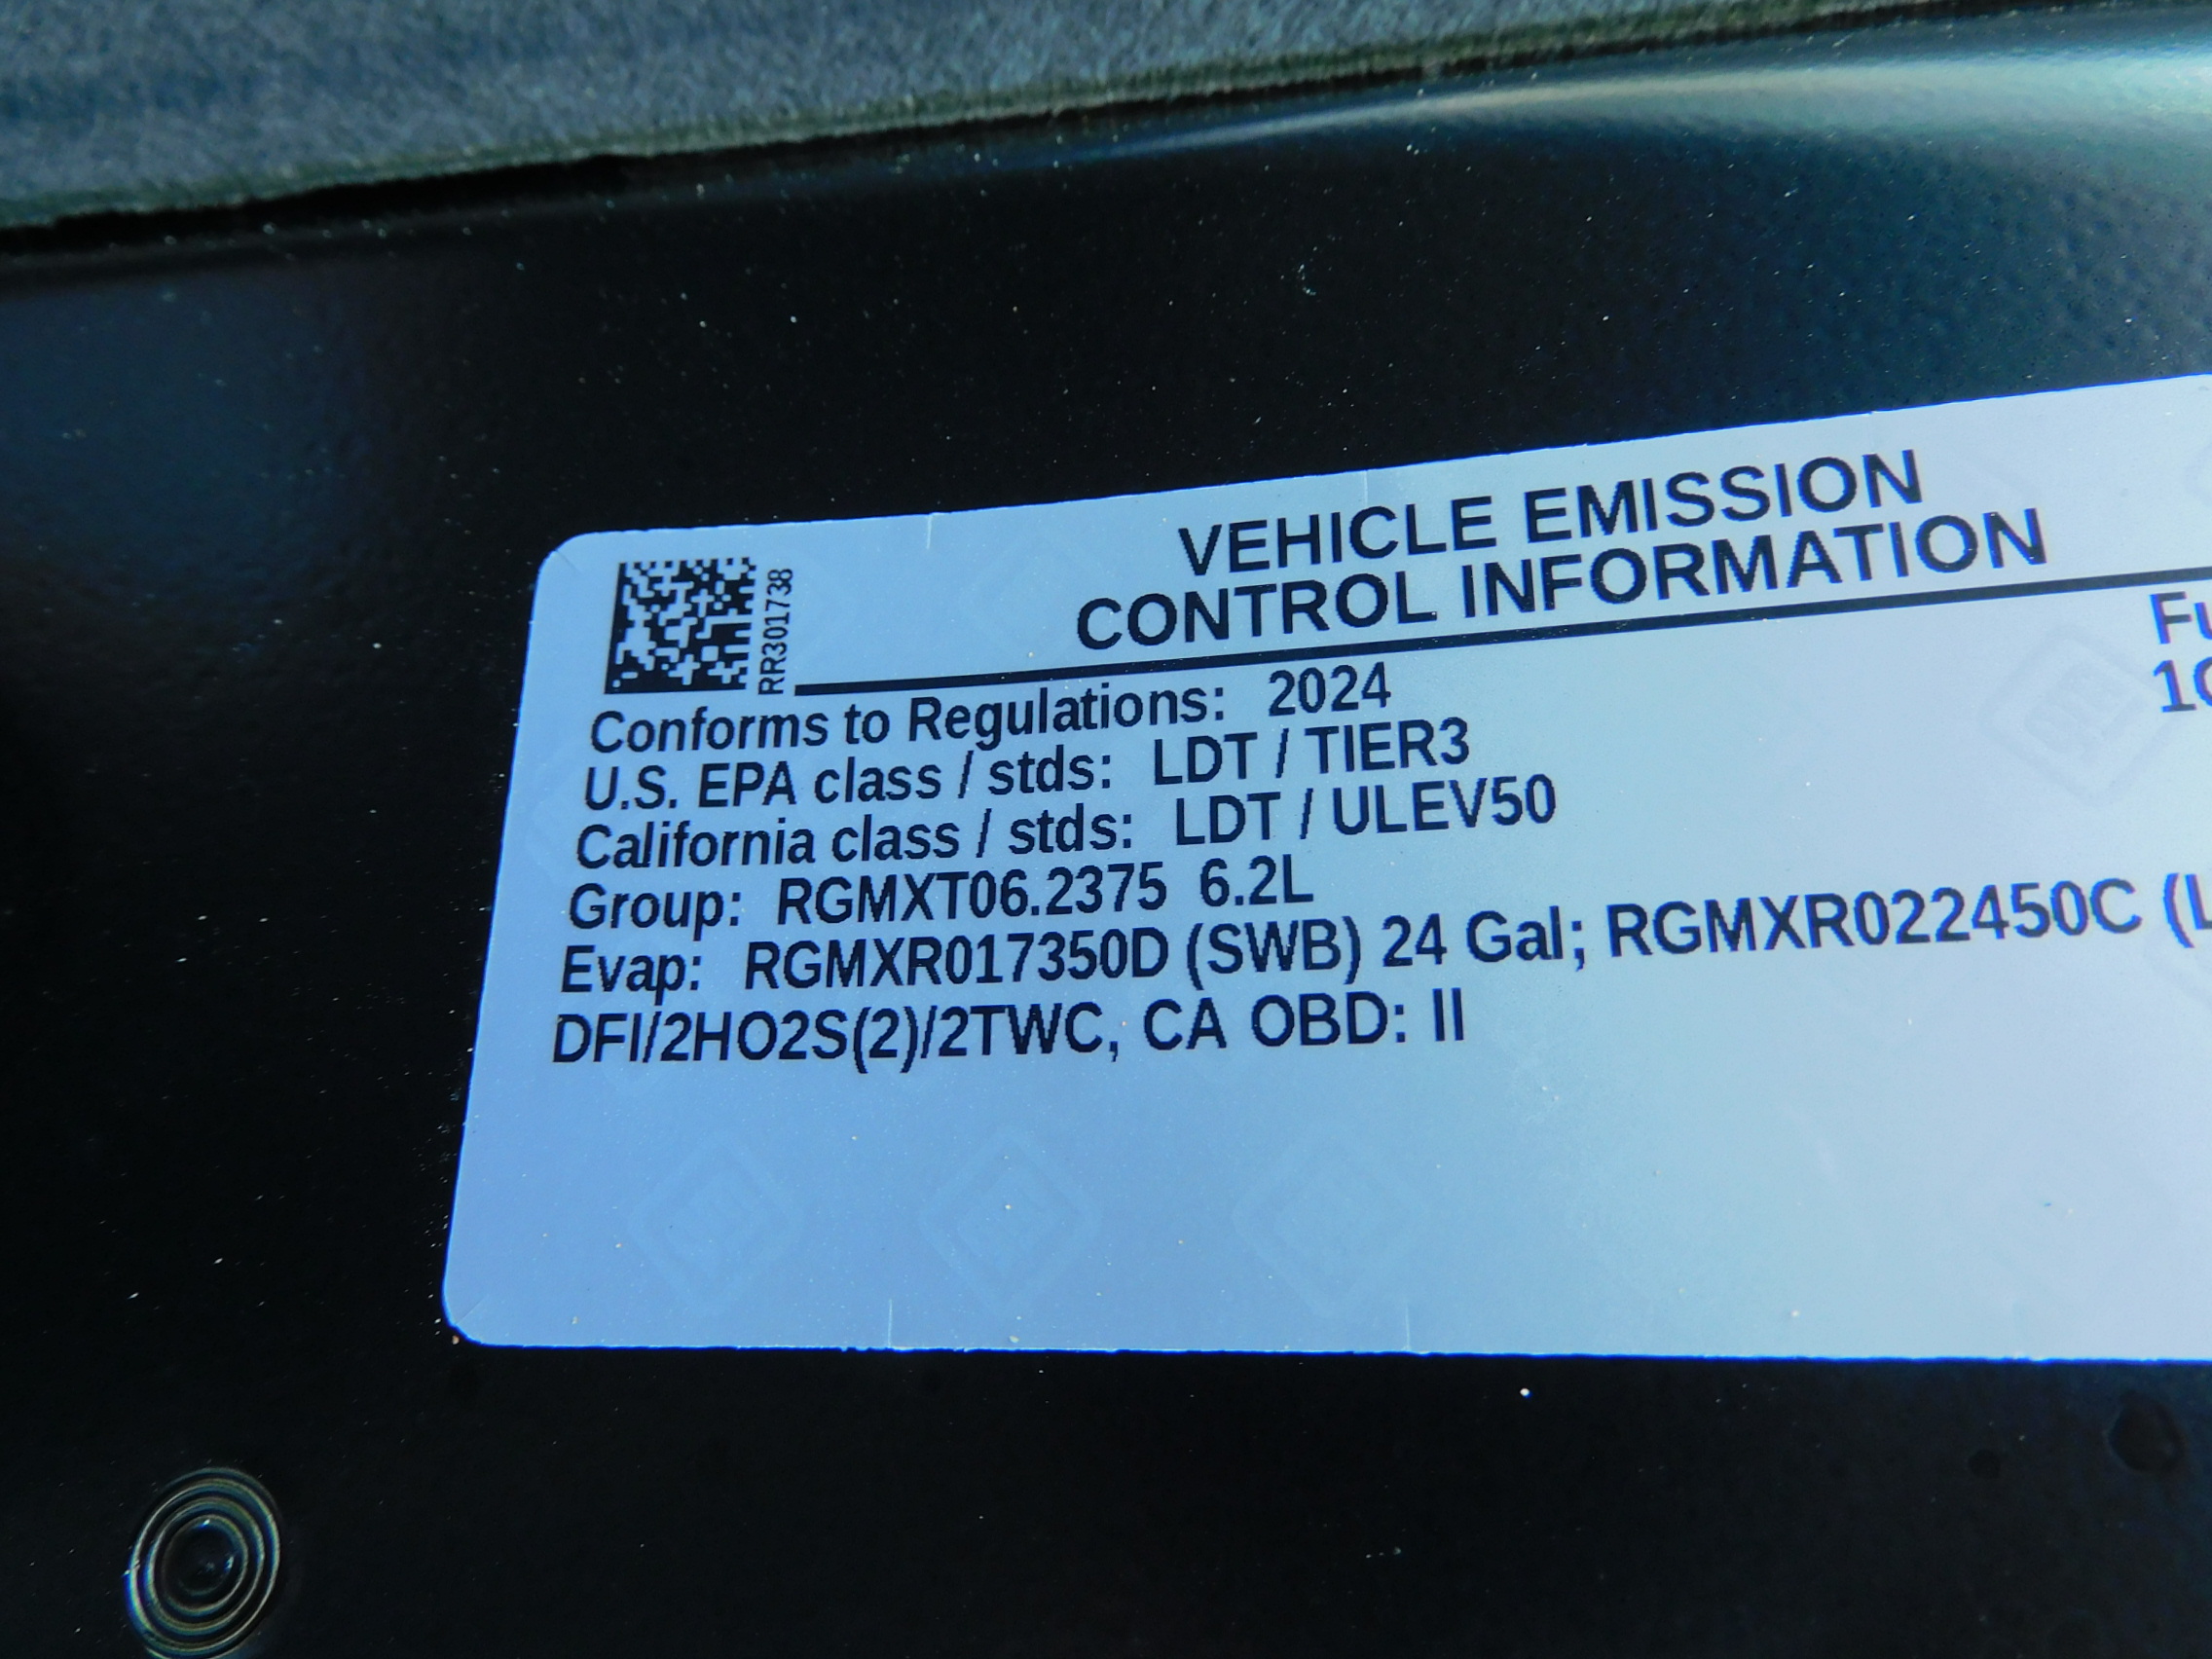 VEHICLE EMISSION
CONTROL INFORMATION
RR301738
Conforms to Regulations: 2024
U.S. EPA class / stds: LDT / TIER3
California class / stds: LDT / ULEV50
Group: RGMXT06.2375 6.2L
Evap: RGMXR017350D (SWB) 24 Gal; RGMXR022450C (L
DFI/2HO2S(2)/2TWC, CA OBD: II